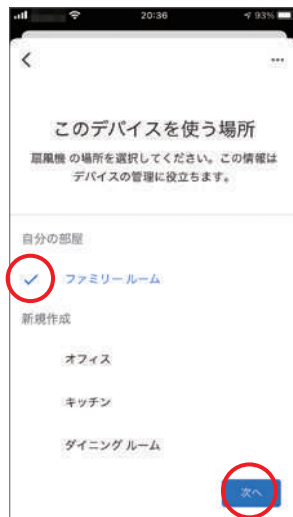 20:36
93%
このデバイスを使う場所
扇風機 の場所を選択してください。この情報は
デバイスの管理に役立ちます。
自分の部屋
ファミリー ルーム
新規作成
オフィス
キッチン
ダイニング ルーム
次へ